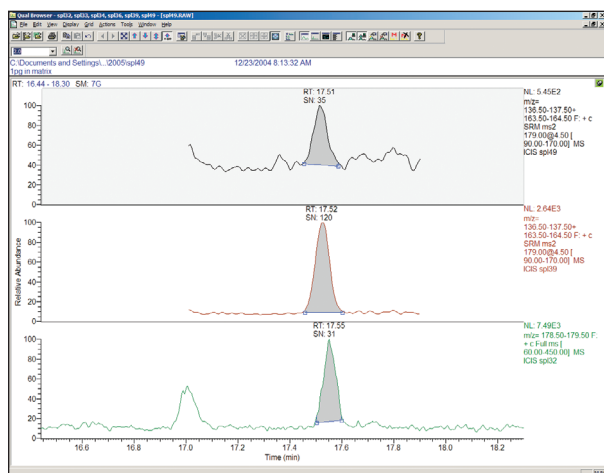 Qual Browser - spl32, spl33, spl34, spl36, spl39, spl49 - [spl49.RAW]
File Edit View Display Grid Actions Tools Window Help
C:\Documents and Settings\...\2005\spl49 12/23/2004 8:13:32 AM
1pg in matrix
RT: 16.44 - 18.30 SM: 7G
RT: 17.51
SN: 35
100
80
60
40
20
0
NL: 5.45E2
m/z=
136.50-137.50+
163.50-164.50 F: + c
SRM ms2
179.00@4.50 [
90.00-170.00] MS
ICIS spl49
RT: 17.52
SN: 120
100
80
60
40
20
0
Relative Abundance
NL: 2.64E3
m/z=
136.50-137.50+
163.50-164.50 F: + c
SRM ms2
179.00@4.50 [
90.00-170.00] MS
ICIS spl39
RT: 17.55
SN: 31
100
80
60
40
20
0
NL: 7.49E3
m/z= 178.50-179.50 F:
+ c Full ms [
60.00-450.00] MS
ICIS spl32
16.6 16.8 17.0 17.2 17.4 17.6 17.8 18.0 18.2
Time (min)